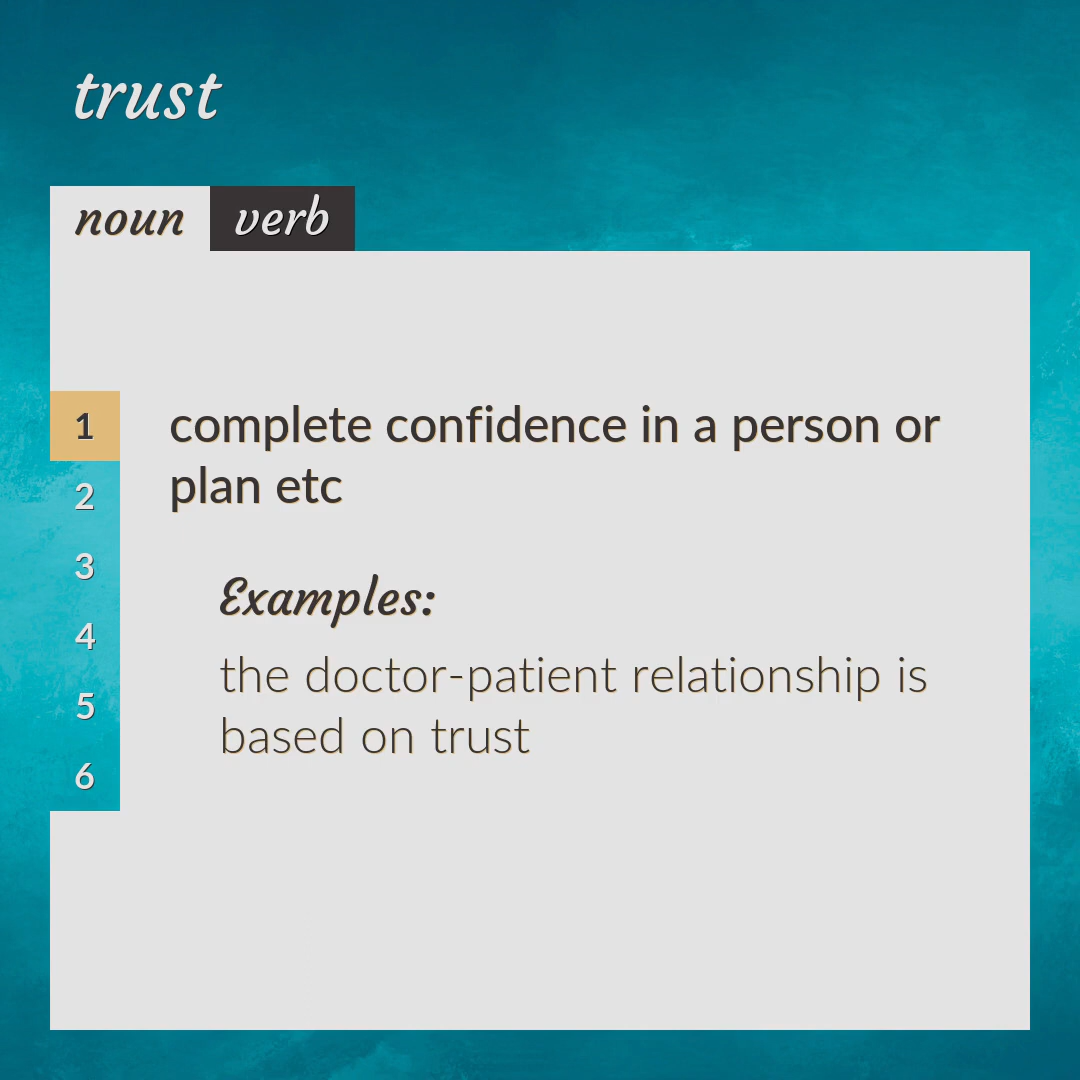 trust
noun verb
1 complete confidence in a person or
plan etc
2
3
4
5
6
Examples:
the doctor-patient relationship is
based on trust